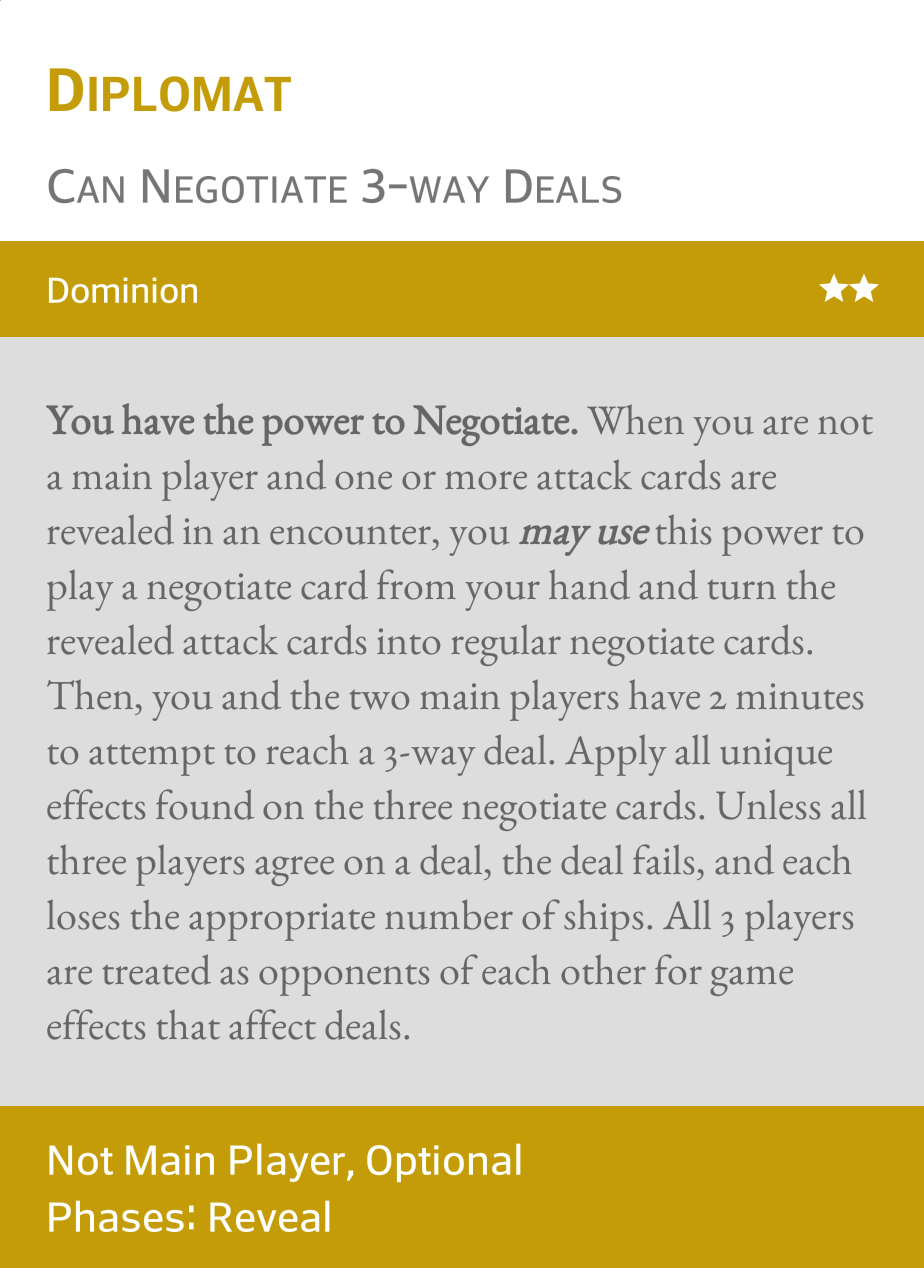 Diplomat
Can Negotiate 3-way Deals
Dominion ★★
You have the power to Negotiate. When you are not
a main player and one or more attack cards are
revealed in an encounter, you may use this power to
play a negotiate card from your hand and turn the
revealed attack cards into regular negotiate cards.
Then, you and the two main players have 2 minutes
to attempt to reach a 3-way deal. Apply all unique
effects found on the three negotiate cards. Unless all
three players agree on a deal, the deal fails, and each
loses the appropriate number of ships. All 3 players
are treated as opponents of each other for game
effects that affect deals.
Not Main Player, Optional
Phases: Reveal